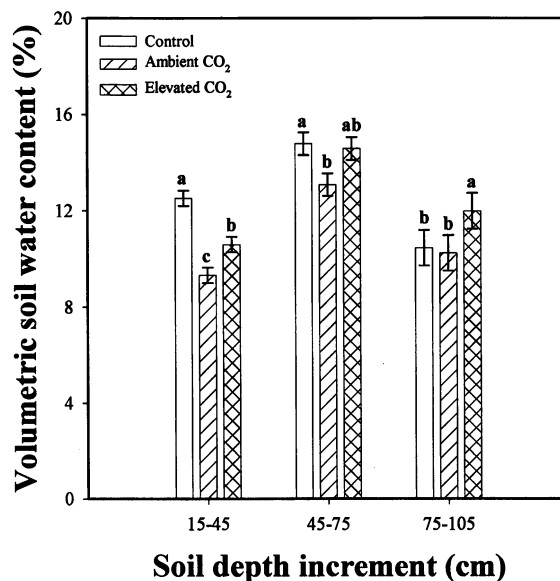 20
16
12
8
4
0
Volumetric soil water content (%)
Control
Ambient CO₂
Elevated CO₂
a
c
b
a
b
ab
b
b
a
15-45
45-75
75-105
Soil depth increment (cm)